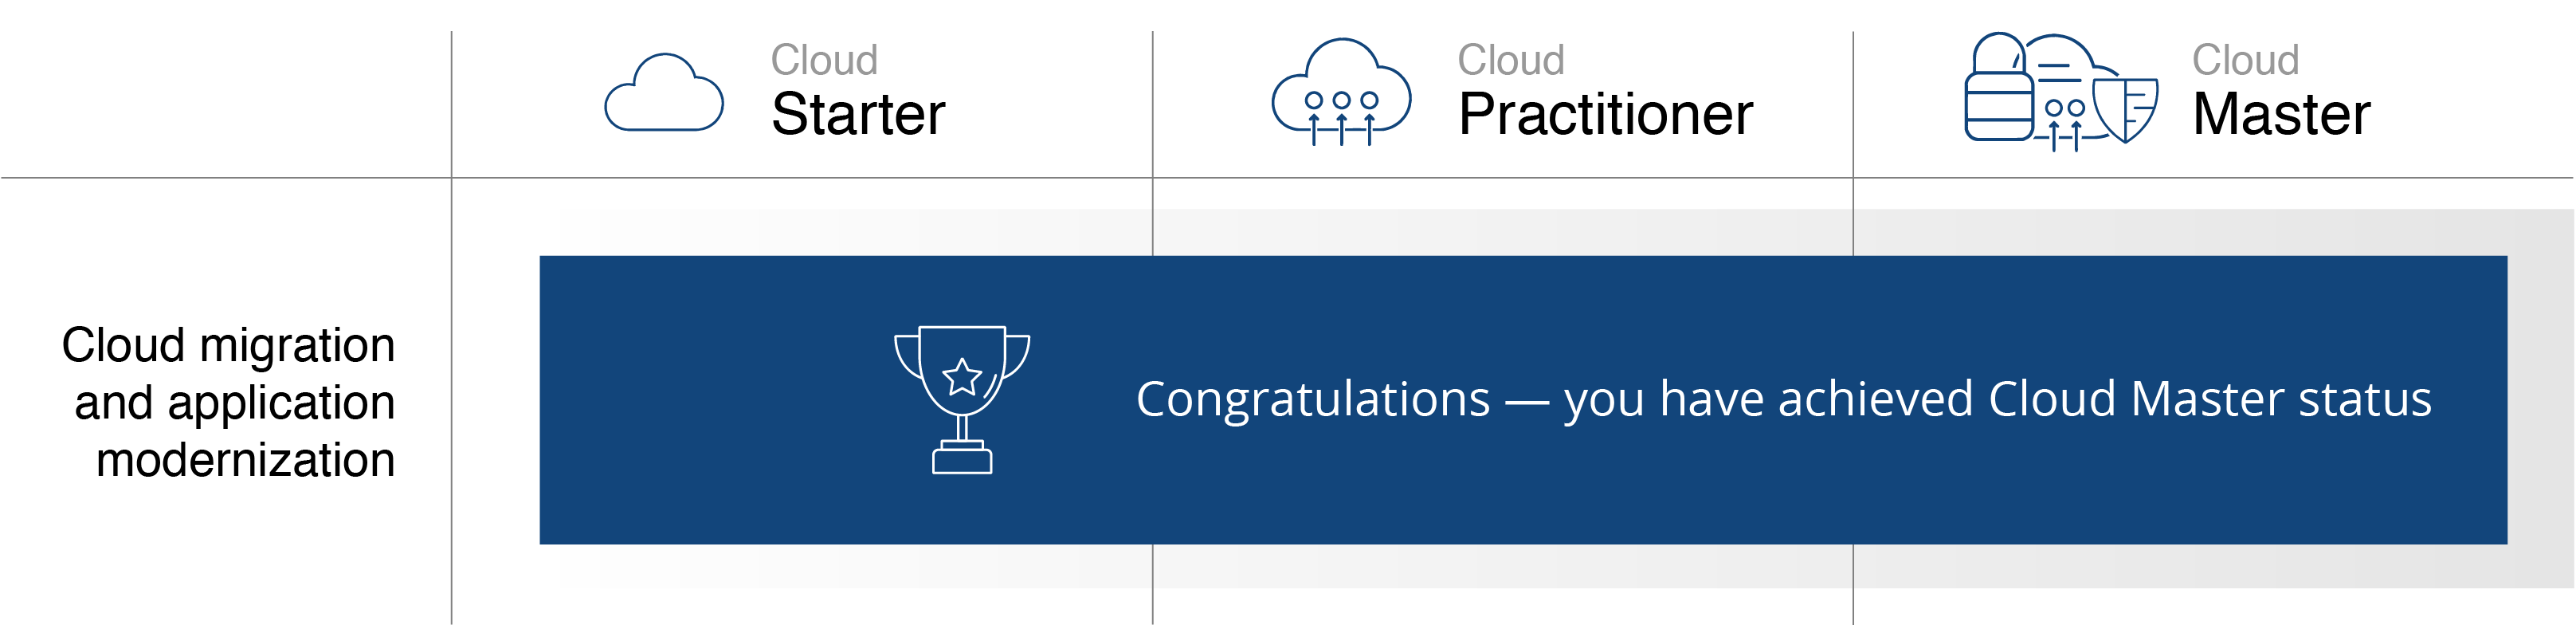 Cloud
Starter
Cloud
Practitioner
Cloud
Master
Cloud migration
and application
modernization
Congratulations — you have achieved Cloud Master status